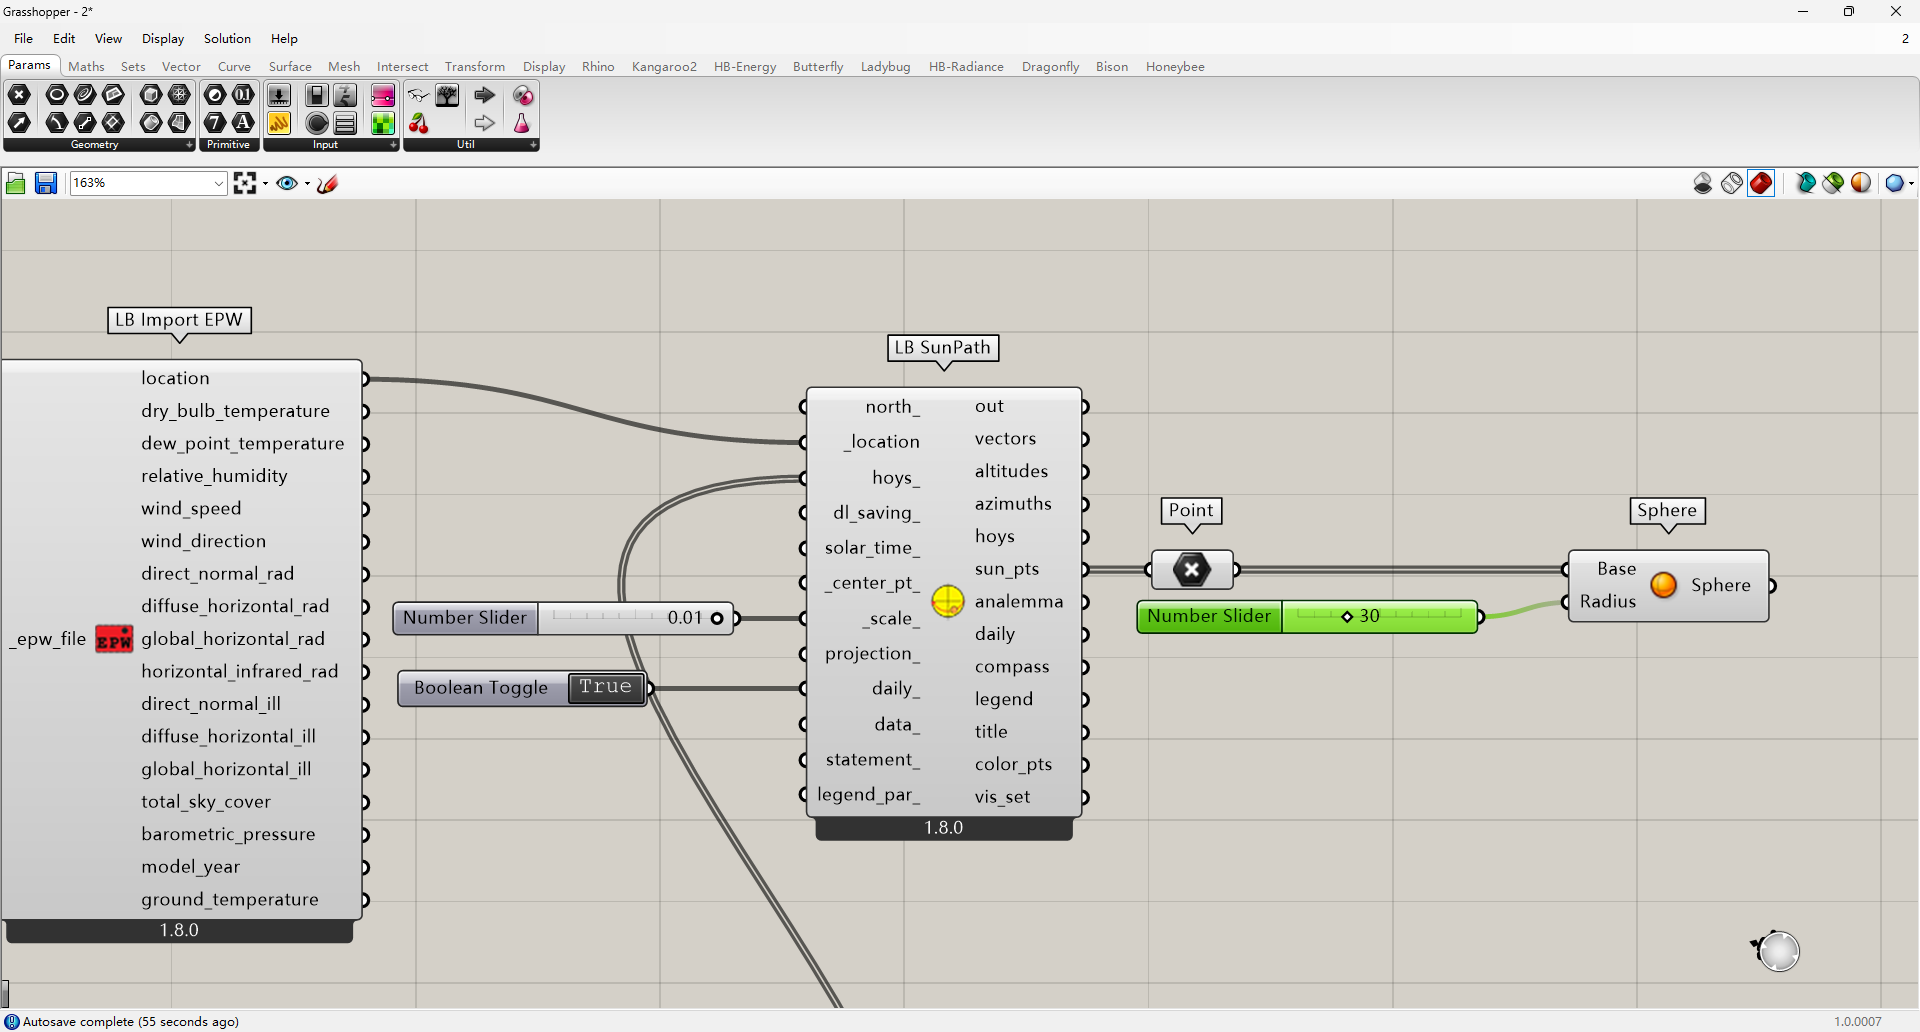 Grasshopper - 2*
File Edit View Display Solution Help 2
Params Maths Sets Vector Curve Surface Mesh Intersect Transform Display Rhino Kangaroo2 HB-Energy Butterfly Ladybug HB-Radiance Dragonfly Bison Honeybee
0.1
7 A
Geometry Primitive Input Util
163%
LB Import EPW
location
dry_bulb_temperature
dew_point_temperature
relative_humidity
wind_speed
wind_direction
direct_normal_rad
diffuse_horizontal_rad
_epw_file EPW global_horizontal_rad
horizontal_infrared_rad
direct_normal_ill
diffuse_horizontal_ill
global_horizontal_ill
total_sky_cover
barometric_pressure
model_year
ground_temperature
1.8.0
Number Slider 0.01
Boolean Toggle True
LB SunPath
north_
_location
hoys_
dl_saving_
solar_time_
_center_pt_
_scale_
projection_
daily_
data_
statement_
legend_par_
out
vectors
altitudes
azimuths
hoys
sun_pts
analemma
daily
compass
legend
title
color_pts
vis_set
1.8.0
Point
Number Slider 30
Sphere
Base
Radius
Sphere
Autosave complete (55 seconds ago)
1.0.0007